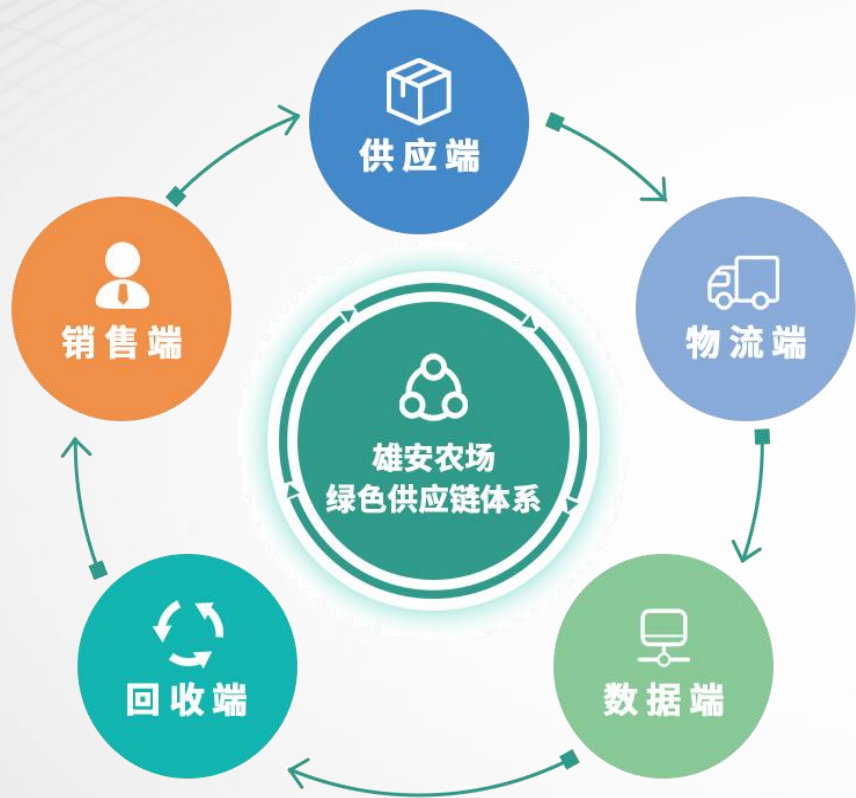 供应端
销售端
物流端
雄安农场
绿色供应链体系
回收端
数据端